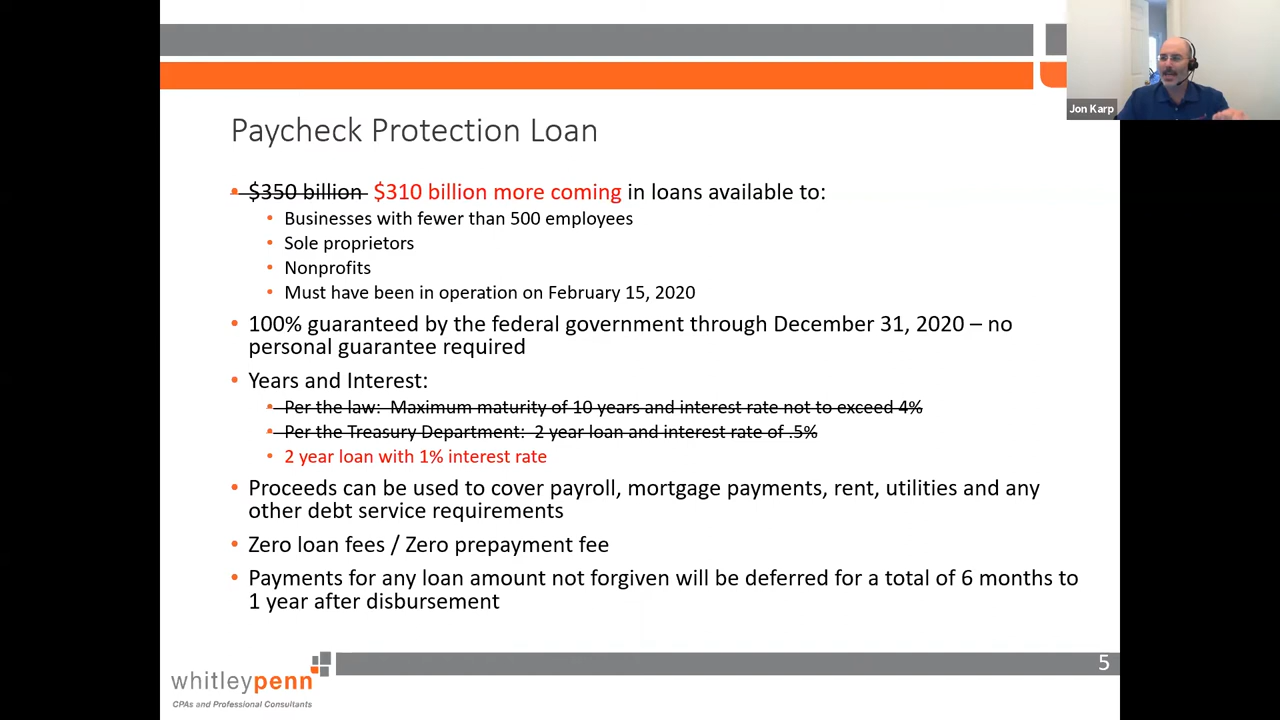 Jon Karp
Paycheck Protection Loan
• $350 billion $310 billion more coming in loans available to:
• Businesses with fewer than 500 employees
• Sole proprietors
• Nonprofits
• Must have been in operation on February 15, 2020
• 100% guaranteed by the federal government through December 31, 2020 – no
personal guarantee required
• Years and Interest:
• Per the law: Maximum maturity of 10 years and interest rate not to exceed 4%
• Per the Treasury Department: 2 year loan and interest rate of .5%
• 2 year loan with 1% interest rate
• Proceeds can be used to cover payroll, mortgage payments, rent, utilities and any
other debt service requirements
• Zero loan fees / Zero prepayment fee
• Payments for any loan amount not forgiven will be deferred for a total of 6 months to
1 year after disbursement
5
whitleypenn
CPAs and Professional Consultants